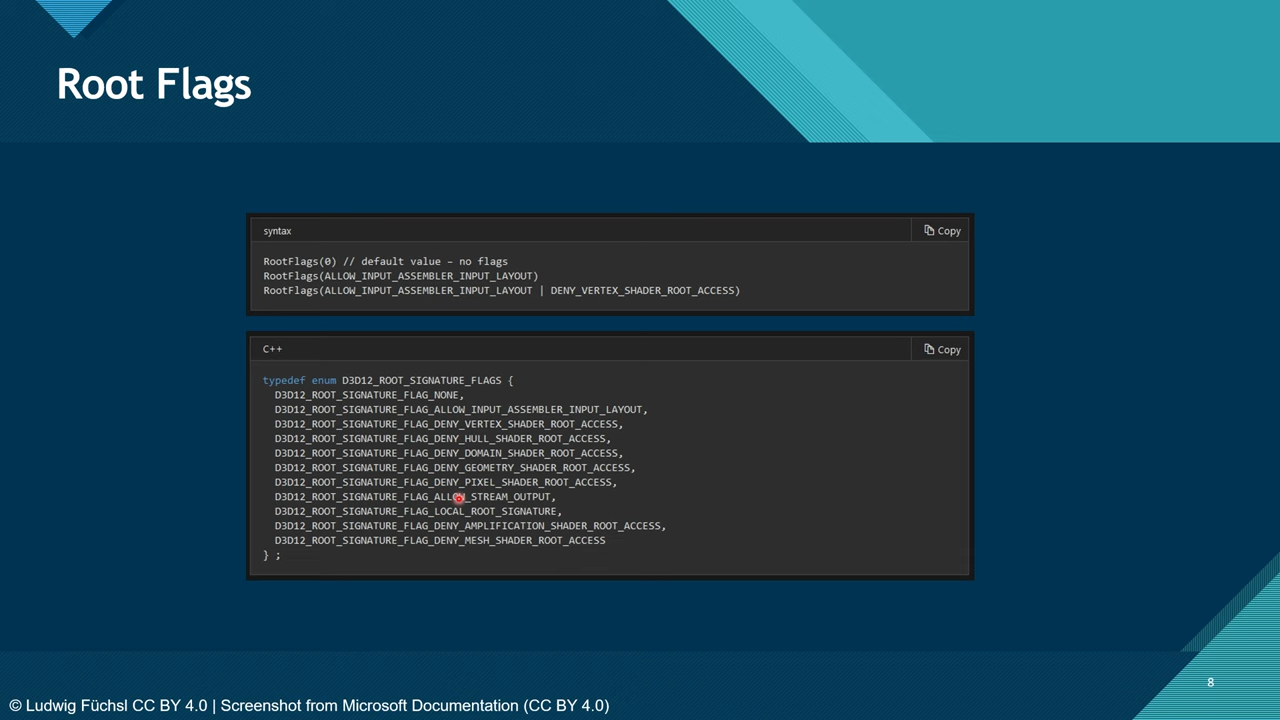 Root Flags
syntax
Copy
RootFlags(0) // default value – no flags
RootFlags(ALLOW_INPUT_ASSEMBLER_INPUT_LAYOUT)
RootFlags(ALLOW_INPUT_ASSEMBLER_INPUT_LAYOUT | DENY_VERTEX_SHADER_ROOT_ACCESS)
C++
Copy
typedef enum D3D12_ROOT_SIGNATURE_FLAGS {
D3D12_ROOT_SIGNATURE_FLAG_NONE,
D3D12_ROOT_SIGNATURE_FLAG_ALLOW_INPUT_ASSEMBLER_INPUT_LAYOUT,
D3D12_ROOT_SIGNATURE_FLAG_DENY_VERTEX_SHADER_ROOT_ACCESS,
D3D12_ROOT_SIGNATURE_FLAG_DENY_HULL_SHADER_ROOT_ACCESS,
D3D12_ROOT_SIGNATURE_FLAG_DENY_DOMAIN_SHADER_ROOT_ACCESS,
D3D12_ROOT_SIGNATURE_FLAG_DENY_GEOMETRY_SHADER_ROOT_ACCESS,
D3D12_ROOT_SIGNATURE_FLAG_DENY_PIXEL_SHADER_ROOT_ACCESS,
D3D12_ROOT_SIGNATURE_FLAG_ALLOW_STREAM_OUTPUT,
D3D12_ROOT_SIGNATURE_FLAG_LOCAL_ROOT_SIGNATURE,
D3D12_ROOT_SIGNATURE_FLAG_DENY_AMPLIFICATION_SHADER_ROOT_ACCESS,
D3D12_ROOT_SIGNATURE_FLAG_DENY_MESH_SHADER_ROOT_ACCESS
} ;
8
© Ludwig Füchsl CC BY 4.0 | Screenshot from Microsoft Documentation (CC BY 4.0)